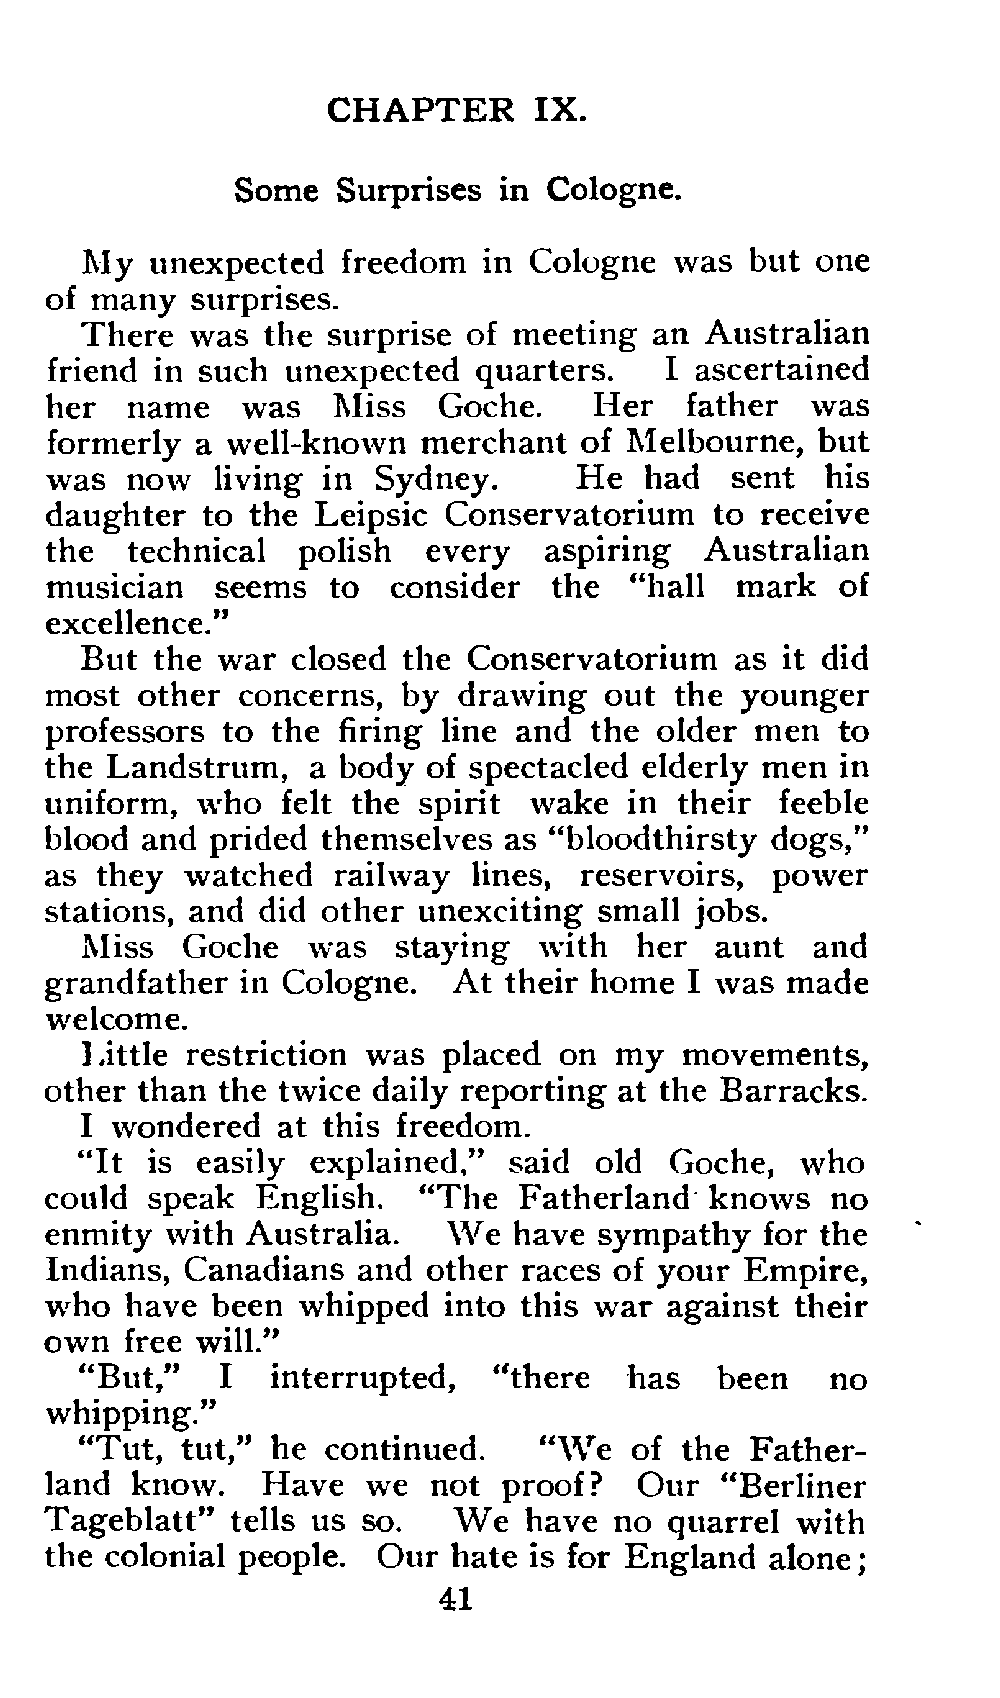 CHAPTER IX.
Some Surprises in Cologne.
My unexpected freedom in Cologne was but one
of many surprises.
There was the surprise of meeting an Australian
friend in such unexpected quarters. I ascertained
her name was Miss Goche. Her father was
formerly a well-known merchant of Melbourne, but
was now living in Sydney. He had sent his
daughter to the Leipsic Conservatorium to receive
the technical polish every aspiring Australian
musician seems to consider the “hall mark of
excellence.”
But the war closed the Conservatorium as it did
most other concerns, by drawing out the younger
professors to the firing line and the older men to
the Landstrum, a body of spectacled elderly men in
uniform, who felt the spirit wake in their feeble
blood and prided themselves as “bloodthirsty dogs,”
as they watched railway lines, reservoirs, power
stations, and did other unexciting small jobs.
Miss Goche was staying with her aunt and
grandfather in Cologne. At their home I was made
welcome.
Little restriction was placed on my movements,
other than the twice daily reporting at the Barracks.
I wondered at this freedom.
“It is easily explained,” said old Goche, who
could speak English. “The Fatherland knows no
enmity with Australia. We have sympathy for the
Indians, Canadians and other races of your Empire,
who have been whipped into this war against their
own free will.”
“But,” I interrupted, “there has been no
whipping.”
“Tut, tut,” he continued. “We of the Father-
land know. Have we not proof? Our “Berliner
Tageblatt” tells us so. We have no quarrel with
the colonial people. Our hate is for England alone;
41